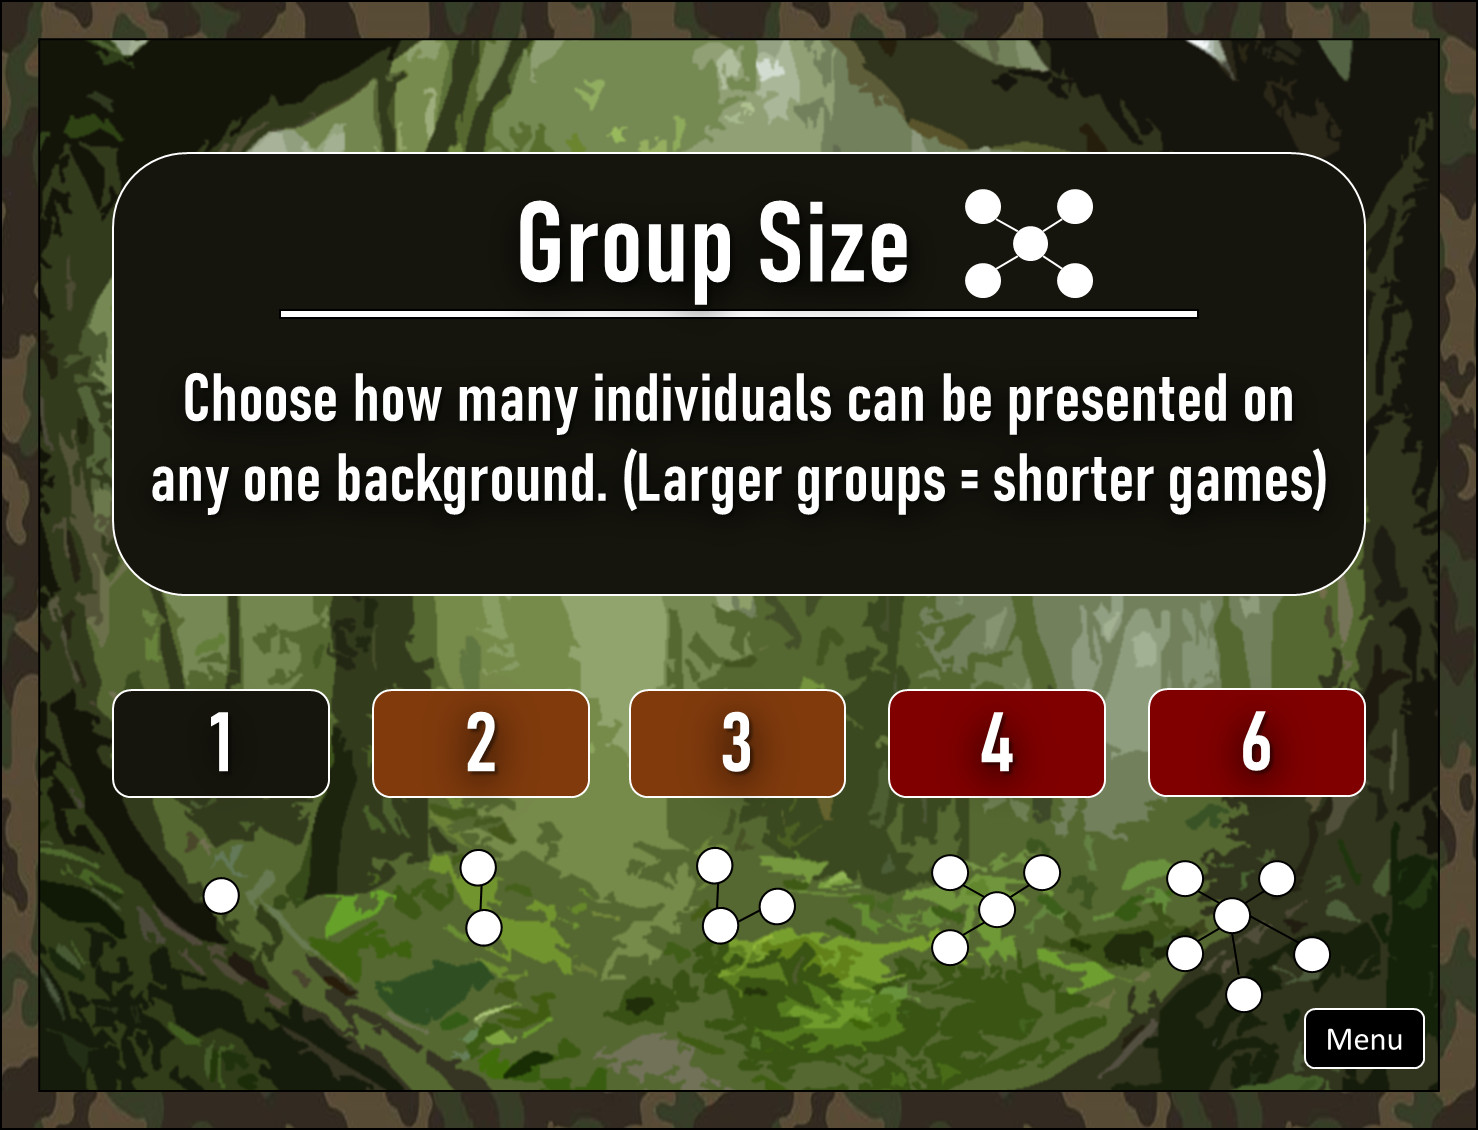 Group Size
Choose how many individuals can be presented on
any one background. (Larger groups = shorter games)
1
2
3
4
6
Menu